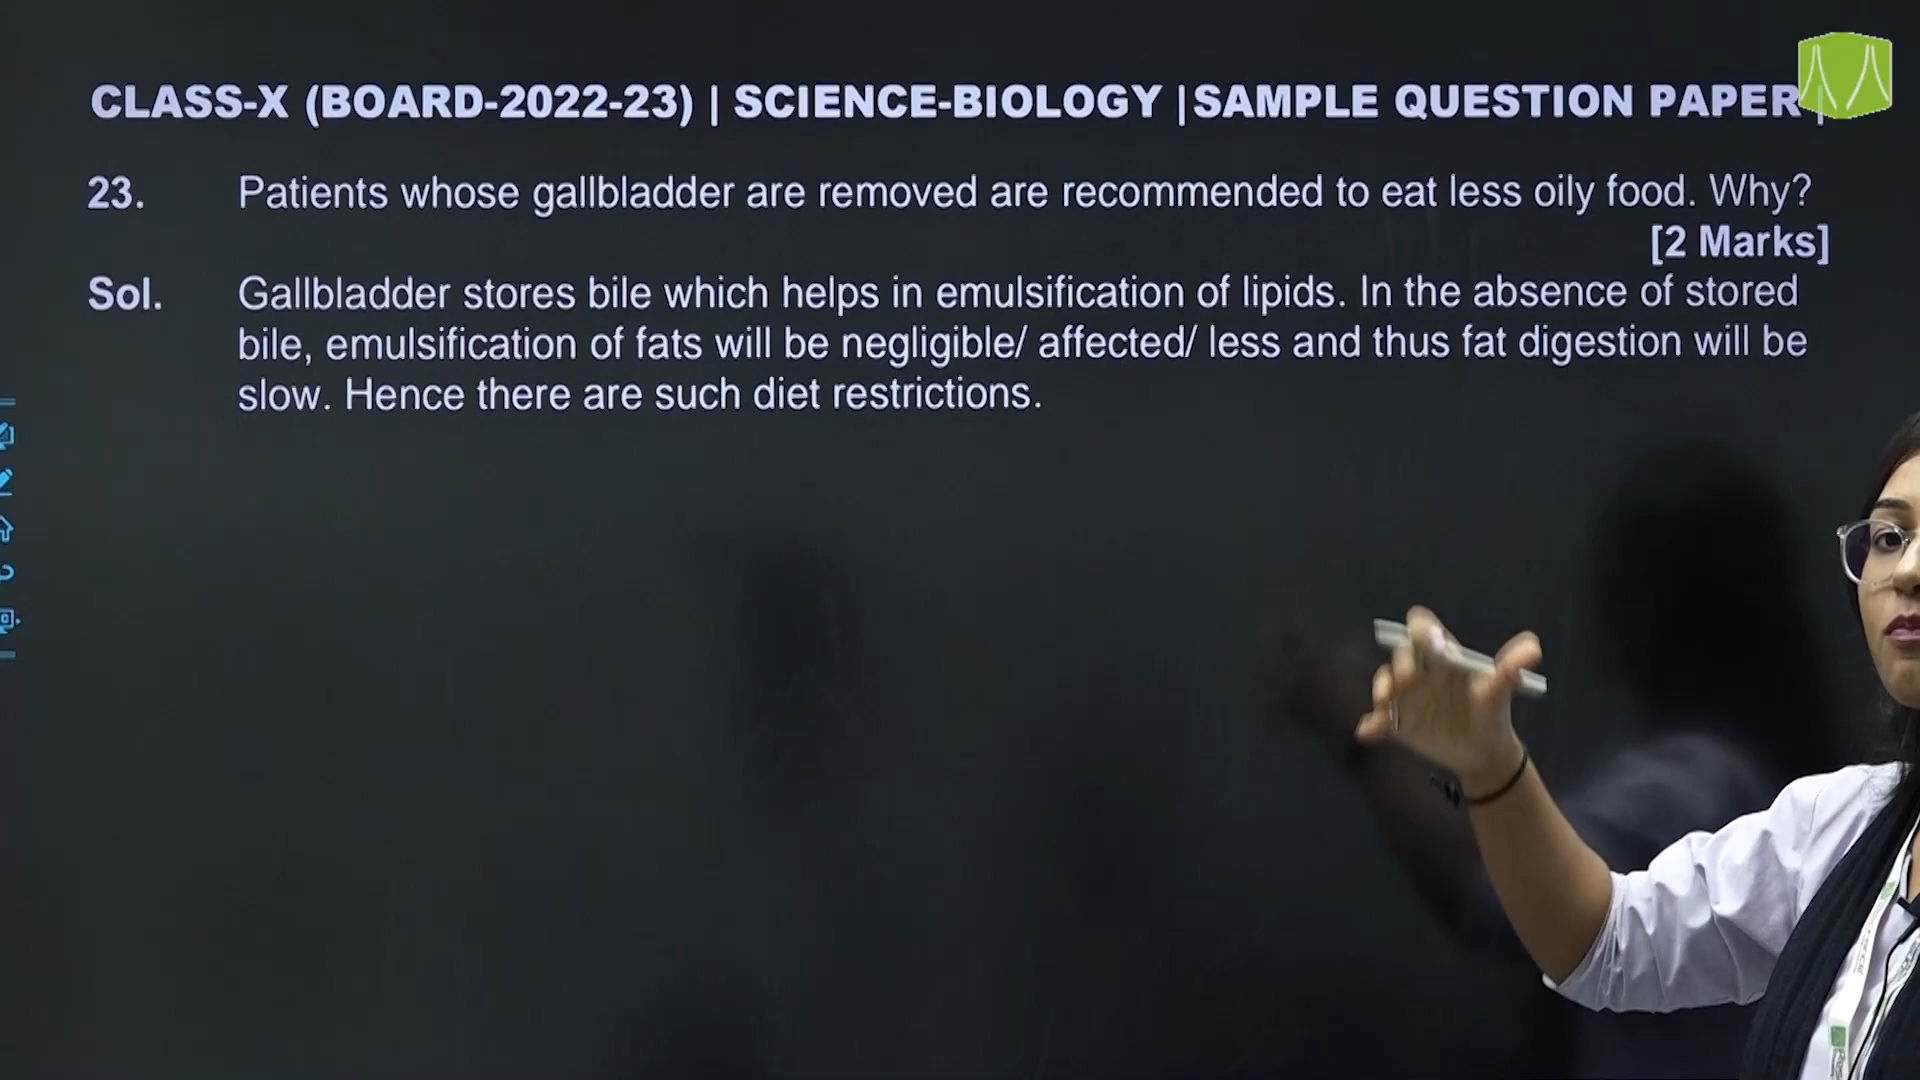 CLASS-X (BOARD-2022-23) | SCIENCE-BIOLOGY |SAMPLE QUESTION PAPER |
23. Patients whose gallbladder are removed are recommended to eat less oily food. Why?
[2 Marks]
Sol. Gallbladder stores bile which helps in emulsification of lipids. In the absence of stored
bile, emulsification of fats will be negligible/ affected/ less and thus fat digestion will be
slow. Hence there are such diet restrictions.